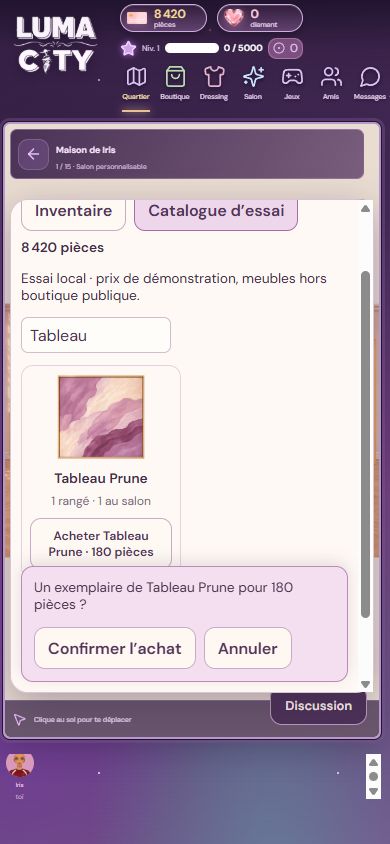 LUMA
CITY
8 420
pièces
0
diamant
Niv. 1
0 / 5000
0
Quartier
Boutique
Dressing
Salon
Jeux
Amis
Messages
Maison de Iris
1 / 15 · Salon personnalisable
Inventaire
Catalogue d’essai
8 420 pièces
Essai local · prix de démonstration, meubles hors
boutique publique.
Tableau
Tableau Prune
1 rangé · 1 au salon
Acheter Tableau
Prune · 180 pièces
Un exemplaire de Tableau Prune pour 180
pièces ?
Confirmer l’achat
Annuler
Discussion
Clique au sol pour te déplacer
Iris
toi